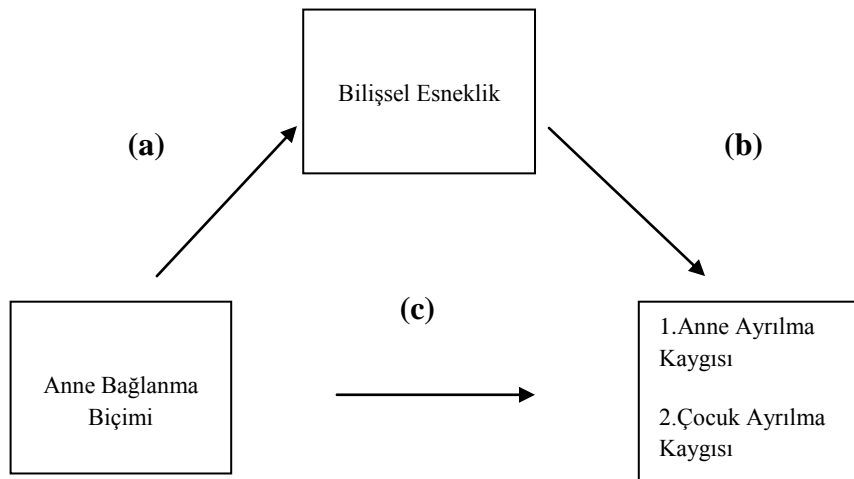 Bilişsel Esneklik
(a)
(b)
(c)
Anne Bağlanma
Biçimi
1.Anne Ayrılma
Kaygısı
2.Çocuk Ayrılma
Kaygısı